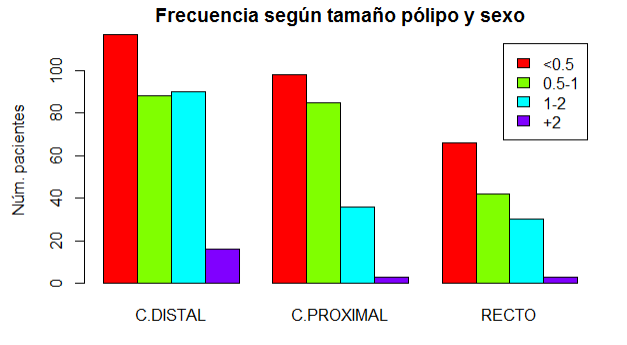 Frecuencia según tamaño pólipo y sexo
Núm. pacientes
100
80
60
40
20
0
<0.5
0.5-1
1-2
+2
C.DISTAL
C.PROXIMAL
RECTO